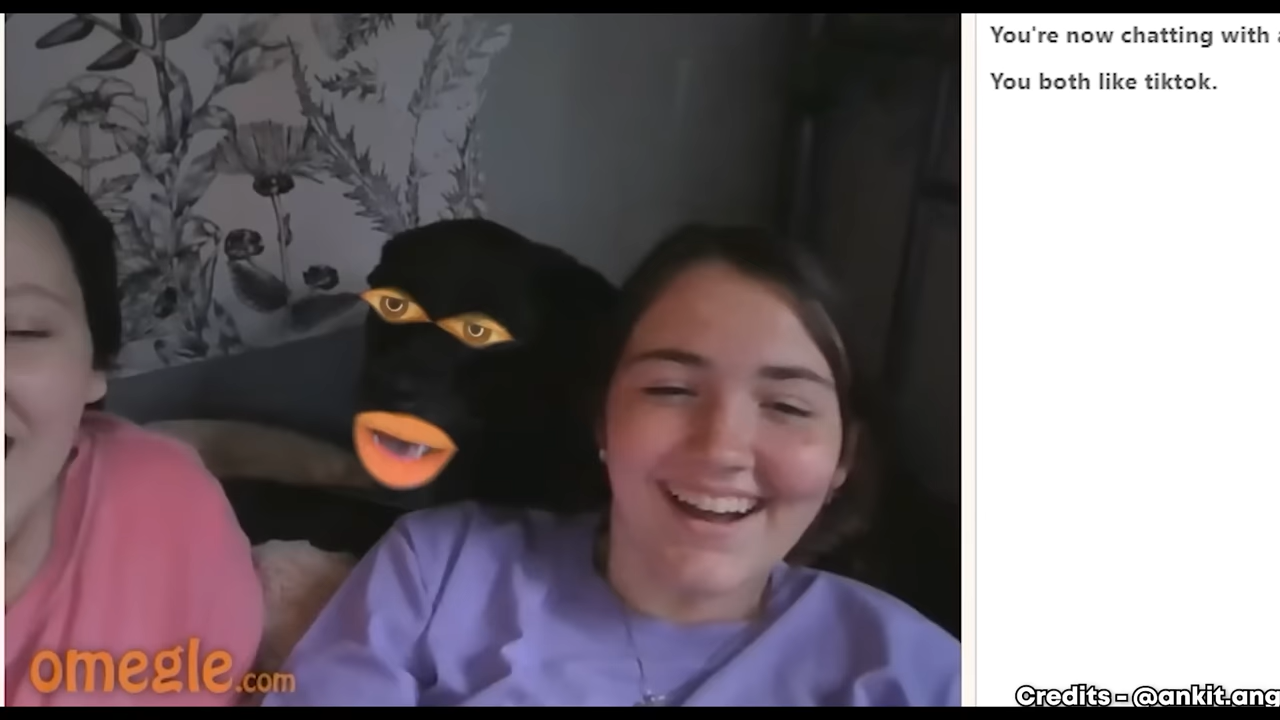 You're now chatting with
You both like tiktok.
omegle.com
Credits - @ankit.ang